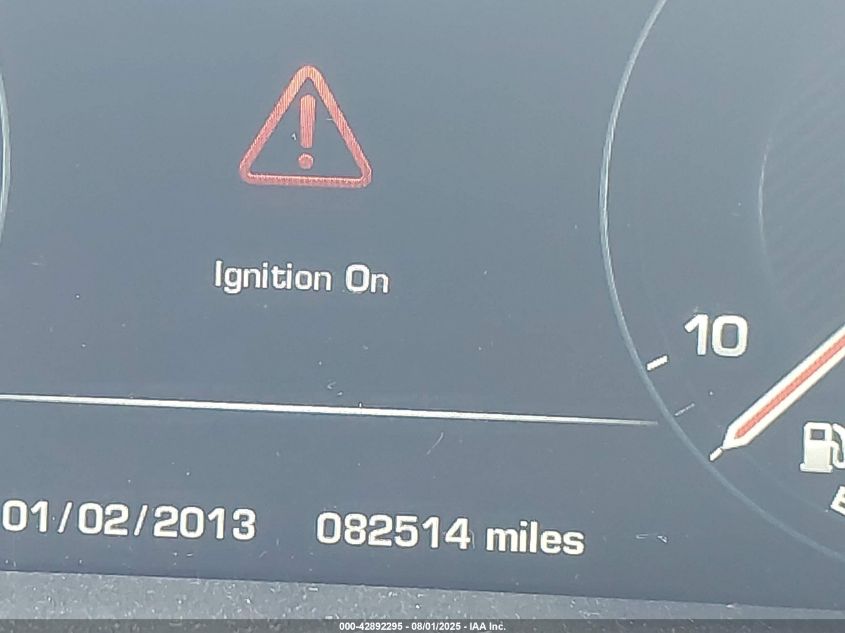 Ignition On
10
01/02/2013 082514 miles
000-42892295 - 08/01/2025 - IAA Inc.